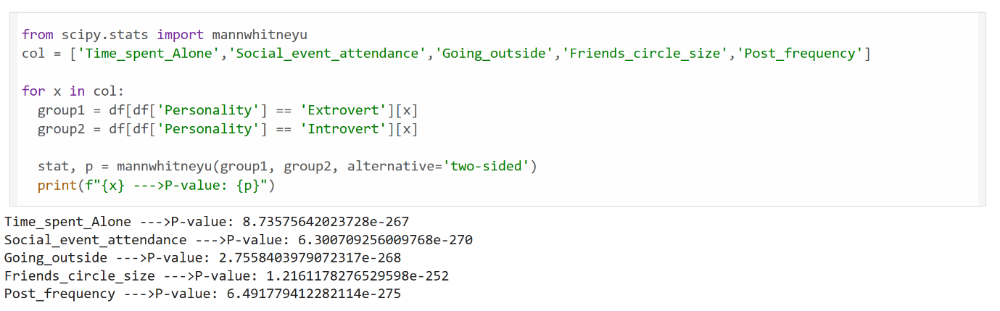 from scipy.stats import mannwhitneyu
col = ['Time_spent_Alone','Social_event_attendance','Going_outside','Friends_circle_size','Post_frequency']
for x in col:
group1 = df[df['Personality'] == 'Extrovert'][x]
group2 = df[df['Personality'] == 'Introvert'][x]
stat, p = mannwhitneyu(group1, group2, alternative='two-sided')
print(f"{x} --->P-value: {p}")
Time_spent_Alone --->P-value: 8.73575642023728e-267
Social_event_attendance --->P-value: 6.300709256009768e-270
Going_outside --->P-value: 2.7558403979072317e-268
Friends_circle_size --->P-value: 1.2161178276529598e-252
Post_frequency --->P-value: 6.491779412282114e-275